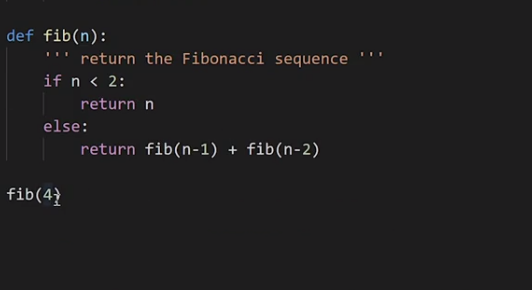 def fib(n):
    ''' return the Fibonacci sequence '''
    if n < 2:
        return n
    else:
        return fib(n-1) + fib(n-2)
fib(4)